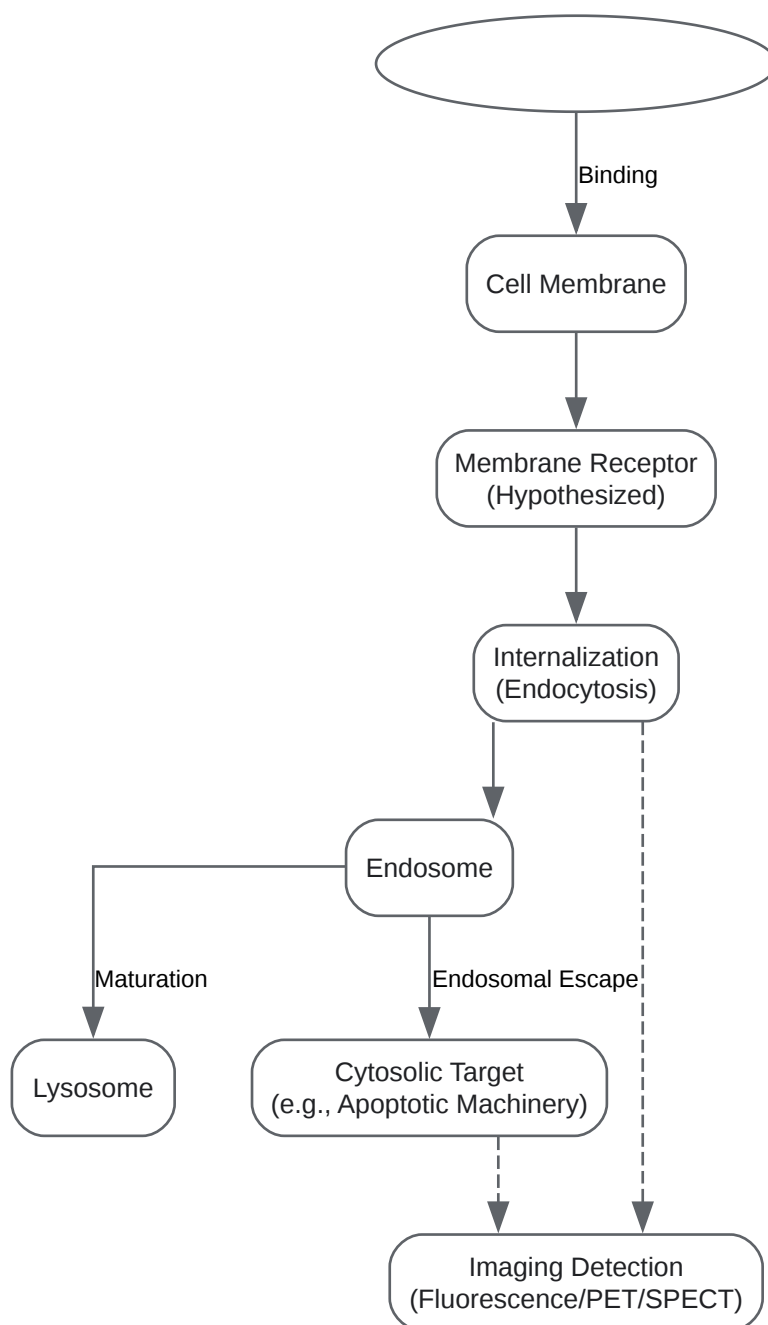 Binding
Cell Membrane
Membrane Receptor
(Hypothesized)
Internalization
(Endocytosis)
Endosome
Maturation
Endosomal Escape
Lysosome
Cytosolic Target
(e.g., Apoptotic Machinery)
Imaging Detection
(Fluorescence/PET/SPECT)